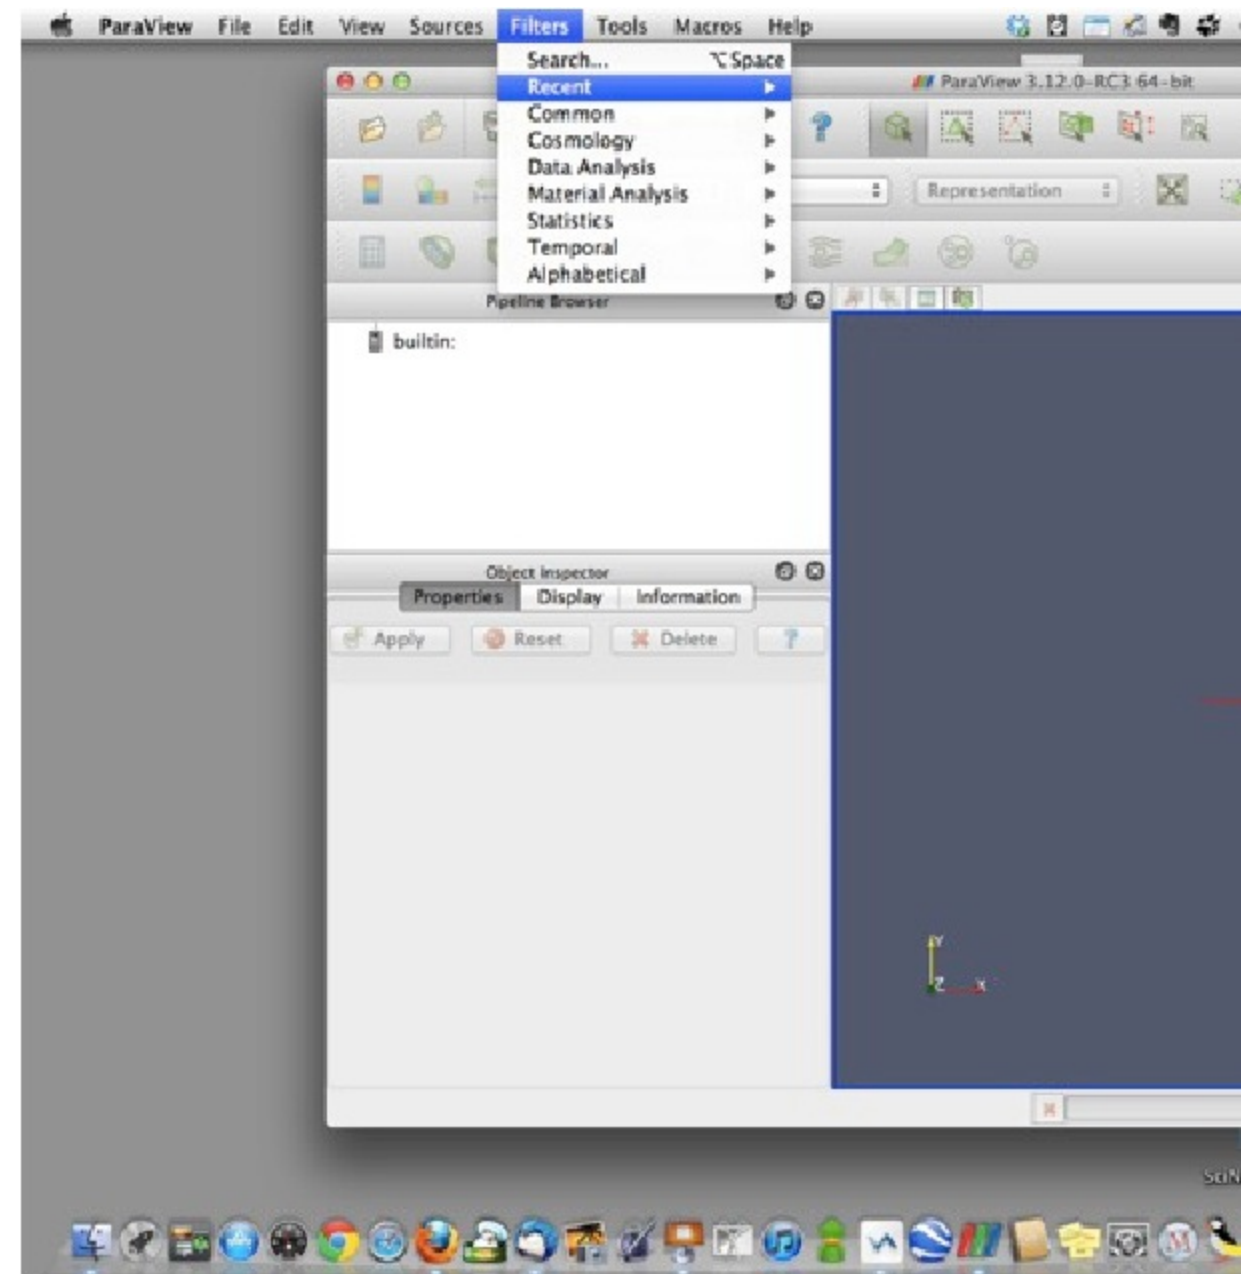 ParaView File Edit View Sources Filters Tools Macros Help
Search... ⌥Space
Recent
Common
Cosmology
Data Analysis
Material Analysis
Statistics
Temporal
Alphabetical
ParaView 3.12.0-RC3 64-bit
Representation
Pipeline Browser
builtin:
Object Inspector
Properties Display Information
Apply Reset Delete ?
Y
Z X